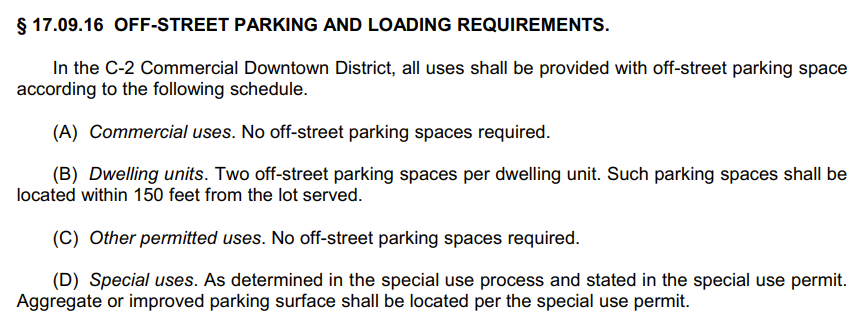 § 17.09.16 OFF-STREET PARKING AND LOADING REQUIREMENTS.
In the C-2 Commercial Downtown District, all uses shall be provided with off-street parking space
according to the following schedule.
(A) Commercial uses. No off-street parking spaces required.
(B) Dwelling units. Two off-street parking spaces per dwelling unit. Such parking spaces shall be
located within 150 feet from the lot served.
(C) Other permitted uses. No off-street parking spaces required.
(D) Special uses. As determined in the special use process and stated in the special use permit.
Aggregate or improved parking surface shall be located per the special use permit.